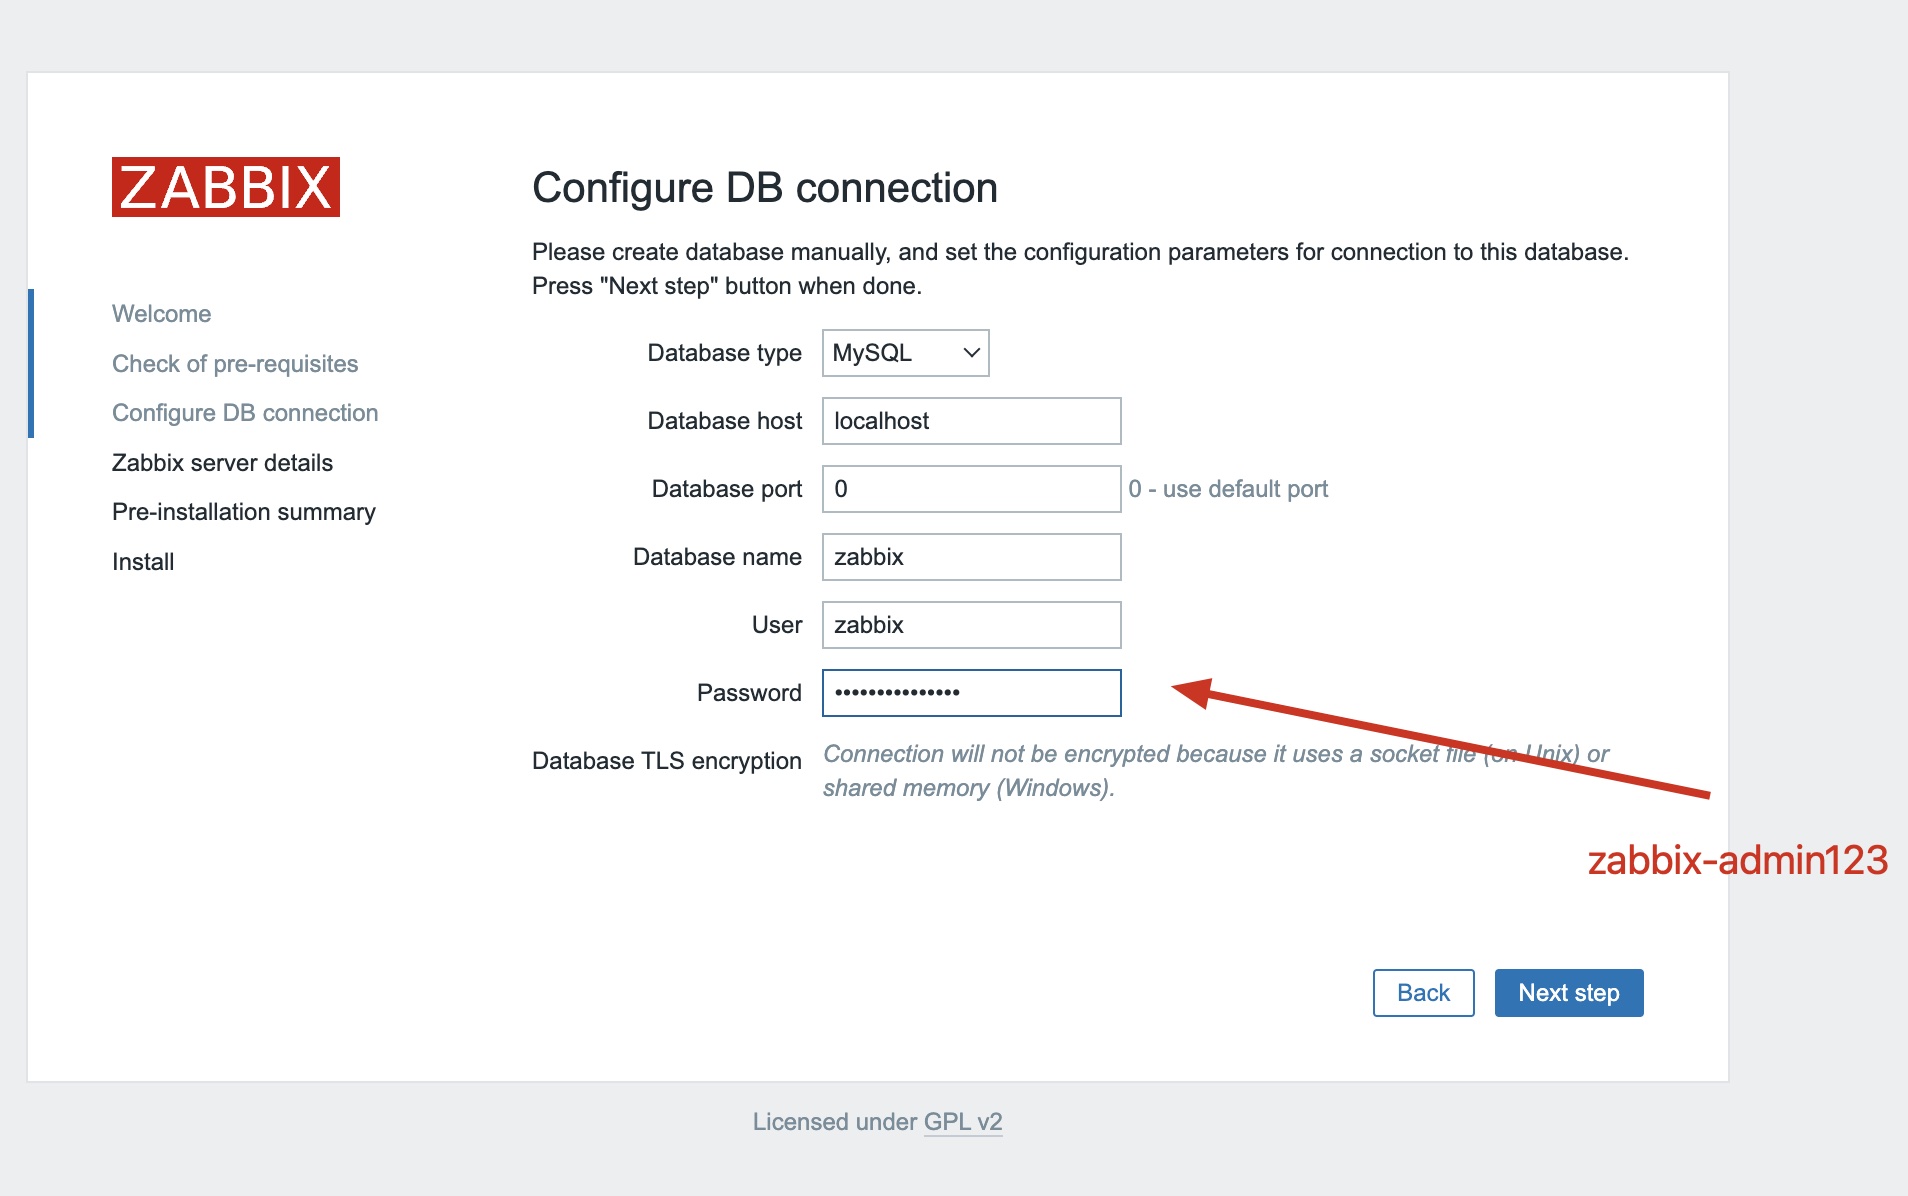 ZABBIX
Welcome
Check of pre-requisites
Configure DB connection
Zabbix server details
Pre-installation summary
Install
Configure DB connection
Please create database manually, and set the configuration parameters for connection to this database.
Press "Next step" button when done.
Database type MySQL
Database host localhost
Database port 0 0 - use default port
Database name zabbix
User zabbix
Password •••••••••••••••
Database TLS encryption Connection will not be encrypted because it uses a socket file (on Unix) or
shared memory (Windows).
zabbix-admin123
Back Next step
Licensed under GPL v2